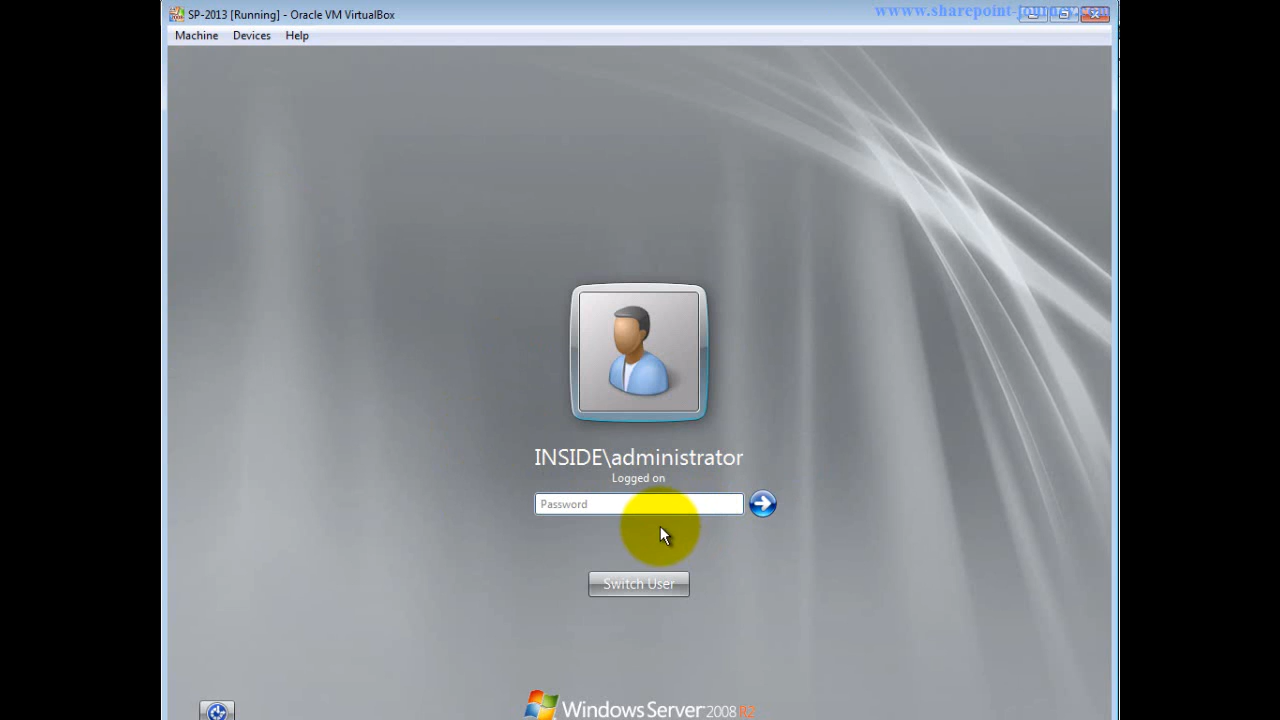 SP-2013 [Running] - Oracle VM VirtualBox
Machine Devices Help
INSIDE\administrator
Logged on
Password
Switch User
Windows Server 2008 R2